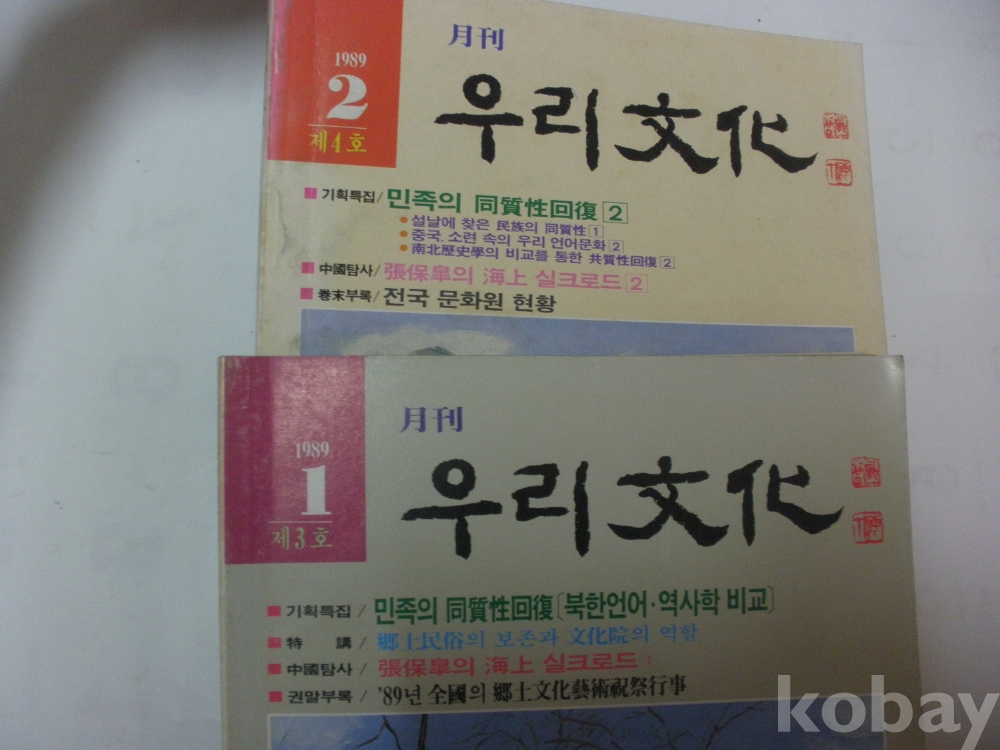 1989
2
제4호
月刊
우리文化
기획특집/민족의 同質性回復 2
설날에 찾은 民族의 同質性 1
중국, 소련 속의 우리 언어문화 2
南北歷史學의 비교를 통한 共質性回復 2
中國탐사/張保皐의 海上 실크로드 2
卷末부록/전국 문화원 현황
1989
1
제3호
月刊
우리文化
기획특집 / 민족의 同質性回復〔북한언어·역사학 비교〕
特講 / 鄕土民俗의 보존과 文化院의 역할
中國탐사 / 張保皐의 海上 실크로드 1
권말부록 / '89년 全國의 鄕土文化藝術祝祭行事
kobay